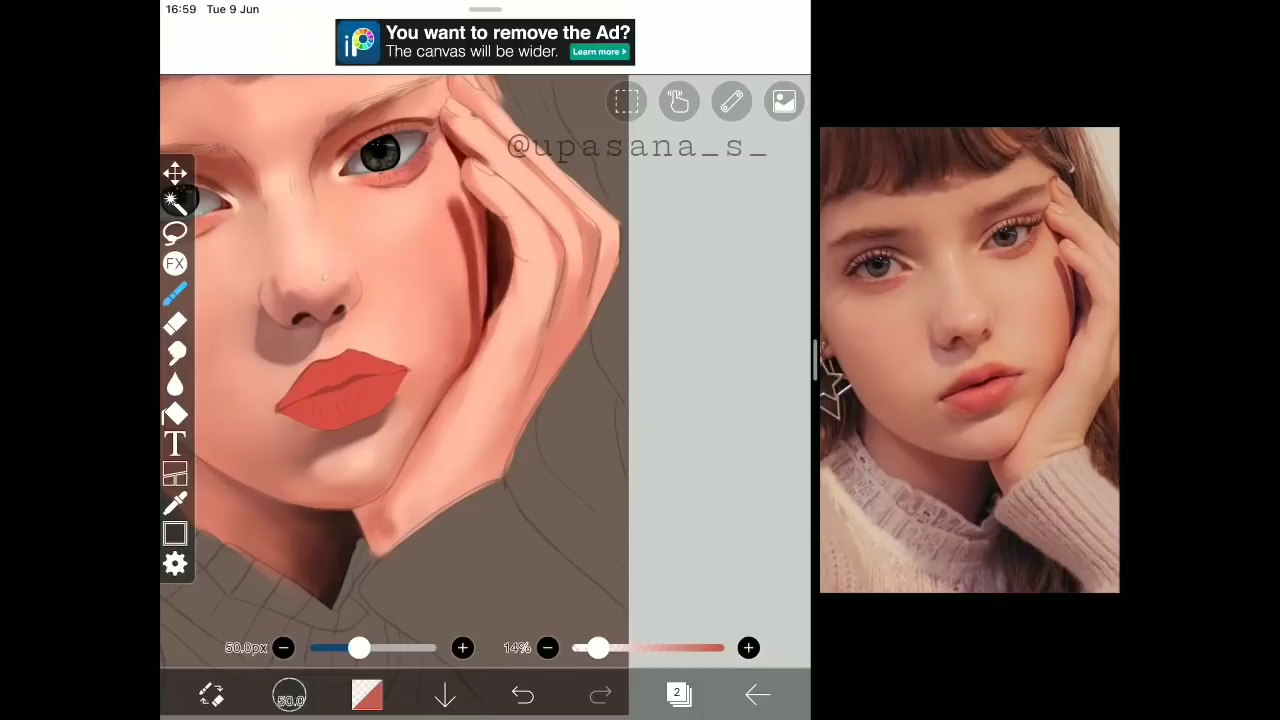 16:59 Tue 9 Jun
iP
You want to remove the Ad?
The canvas will be wider.
Learn more
@upasana_s_
FX
T
50.0px
14%
50.0
2